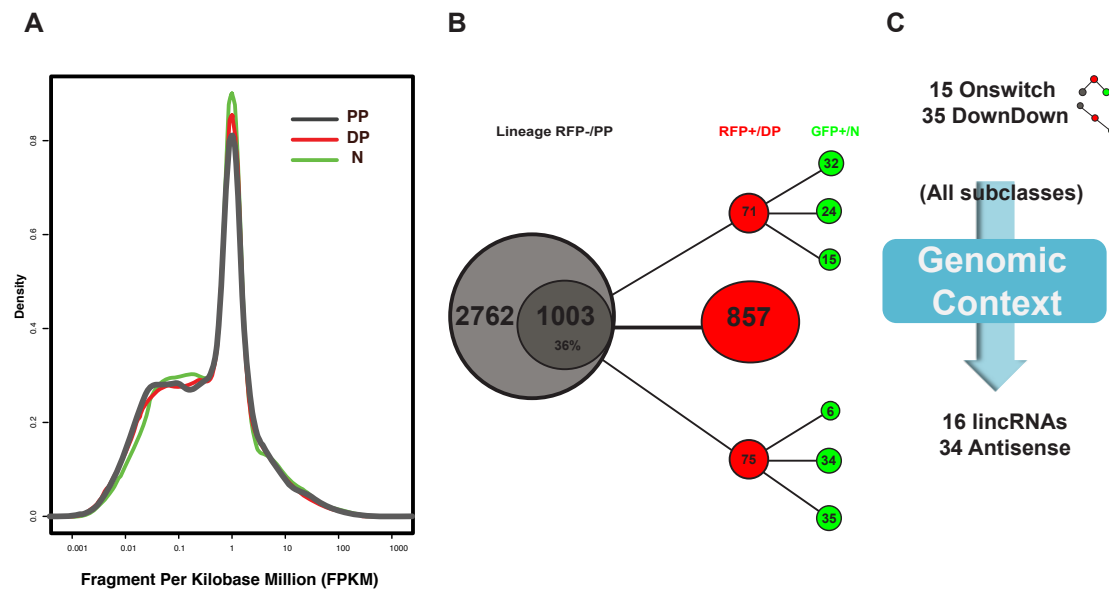 A
PP
DP
N
Density
0.0
0.2
0.4
0.6
0.8
0.001
0.01
0.1
1
10
100
1000
Fragment Per Kilobase Million (FPKM)
B
Lineage RFP-/PP
RFP+/DP
GFP+/N
2762
1003
36%
71
32
24
15
857
75
6
34
35
C
15 Onswitch
35 DownDown
(All subclasses)
Genomic
Context
16 lincRNAs
34 Antisense